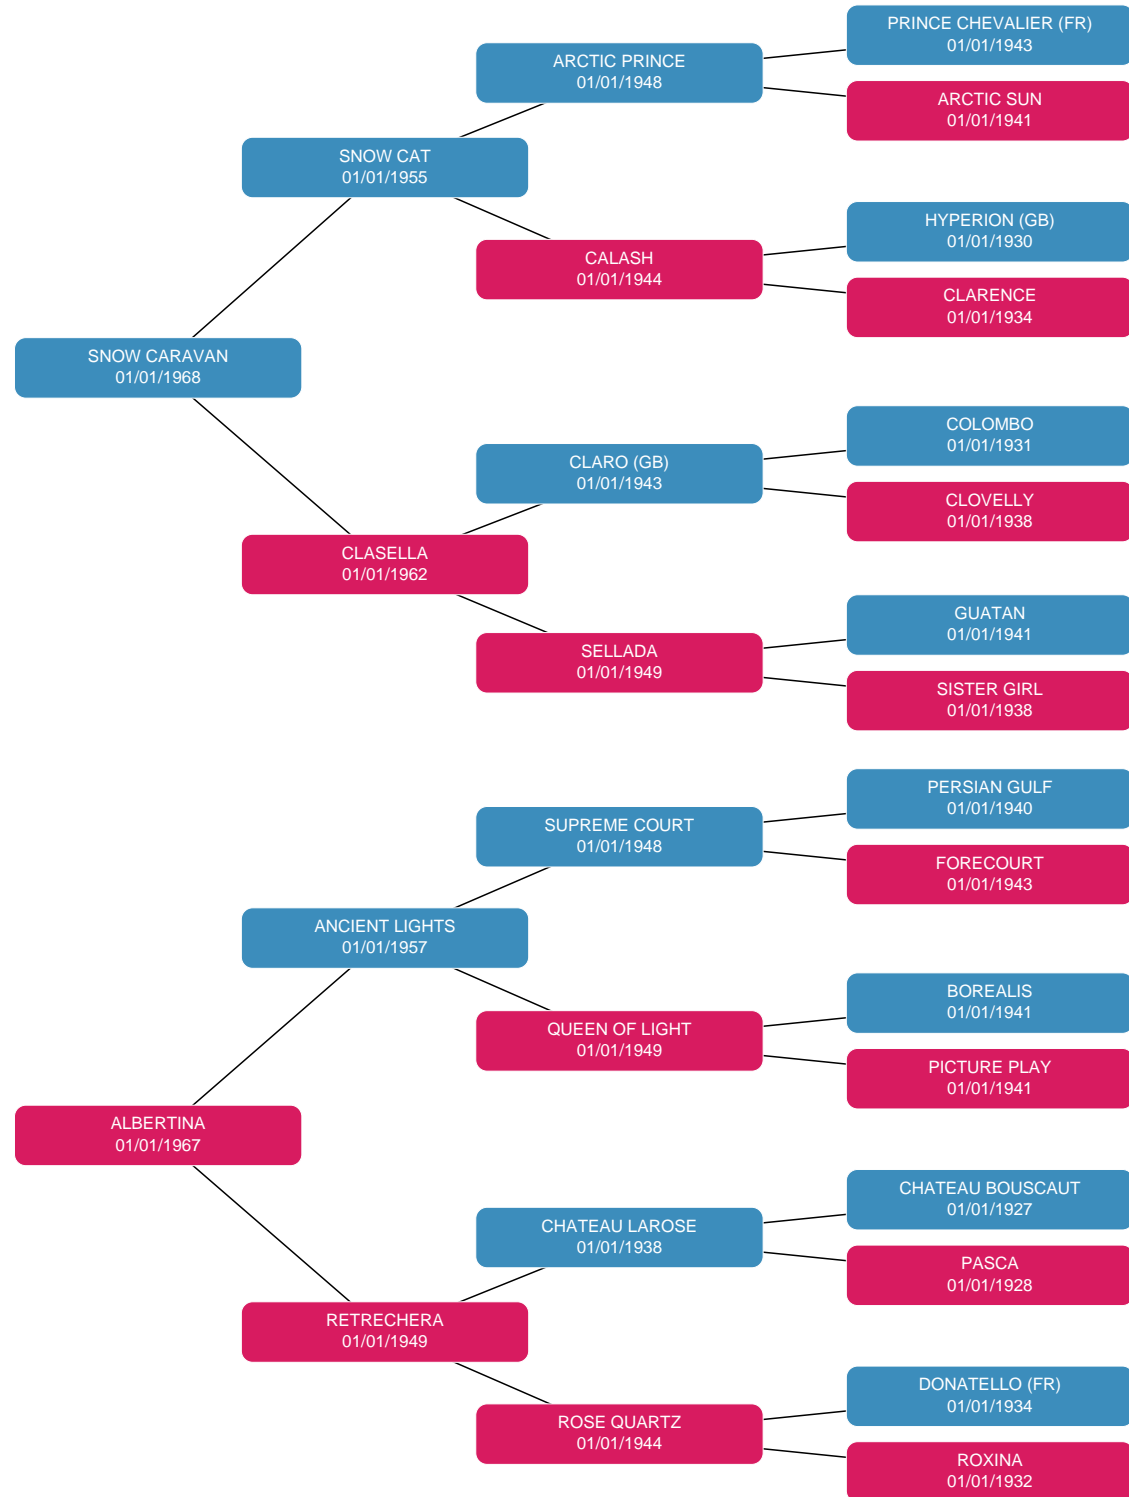 PRINCE CHEVALIER (FR)
01/01/1943
ARCTIC PRINCE
01/01/1948
ARCTIC SUN
01/01/1941
SNOW CAT
01/01/1955
HYPERION (GB)
01/01/1930
CALASH
01/01/1944
CLARENCE
01/01/1934
SNOW CARAVAN
01/01/1968
COLOMBO
01/01/1931
CLARO (GB)
01/01/1943
CLOVELLY
01/01/1938
CLASELLA
01/01/1962
GUATAN
01/01/1941
SELLADA
01/01/1949
SISTER GIRL
01/01/1938
PERSIAN GULF
01/01/1940
SUPREME COURT
01/01/1948
FORECOURT
01/01/1943
ANCIENT LIGHTS
01/01/1957
BOREALIS
01/01/1941
QUEEN OF LIGHT
01/01/1949
PICTURE PLAY
01/01/1941
ALBERTINA
01/01/1967
CHATEAU BOUSCAUT
01/01/1927
CHATEAU LAROSE
01/01/1938
PASCA
01/01/1928
RETRECHERA
01/01/1949
DONATELLO (FR)
01/01/1934
ROSE QUARTZ
01/01/1944
ROXINA
01/01/1932